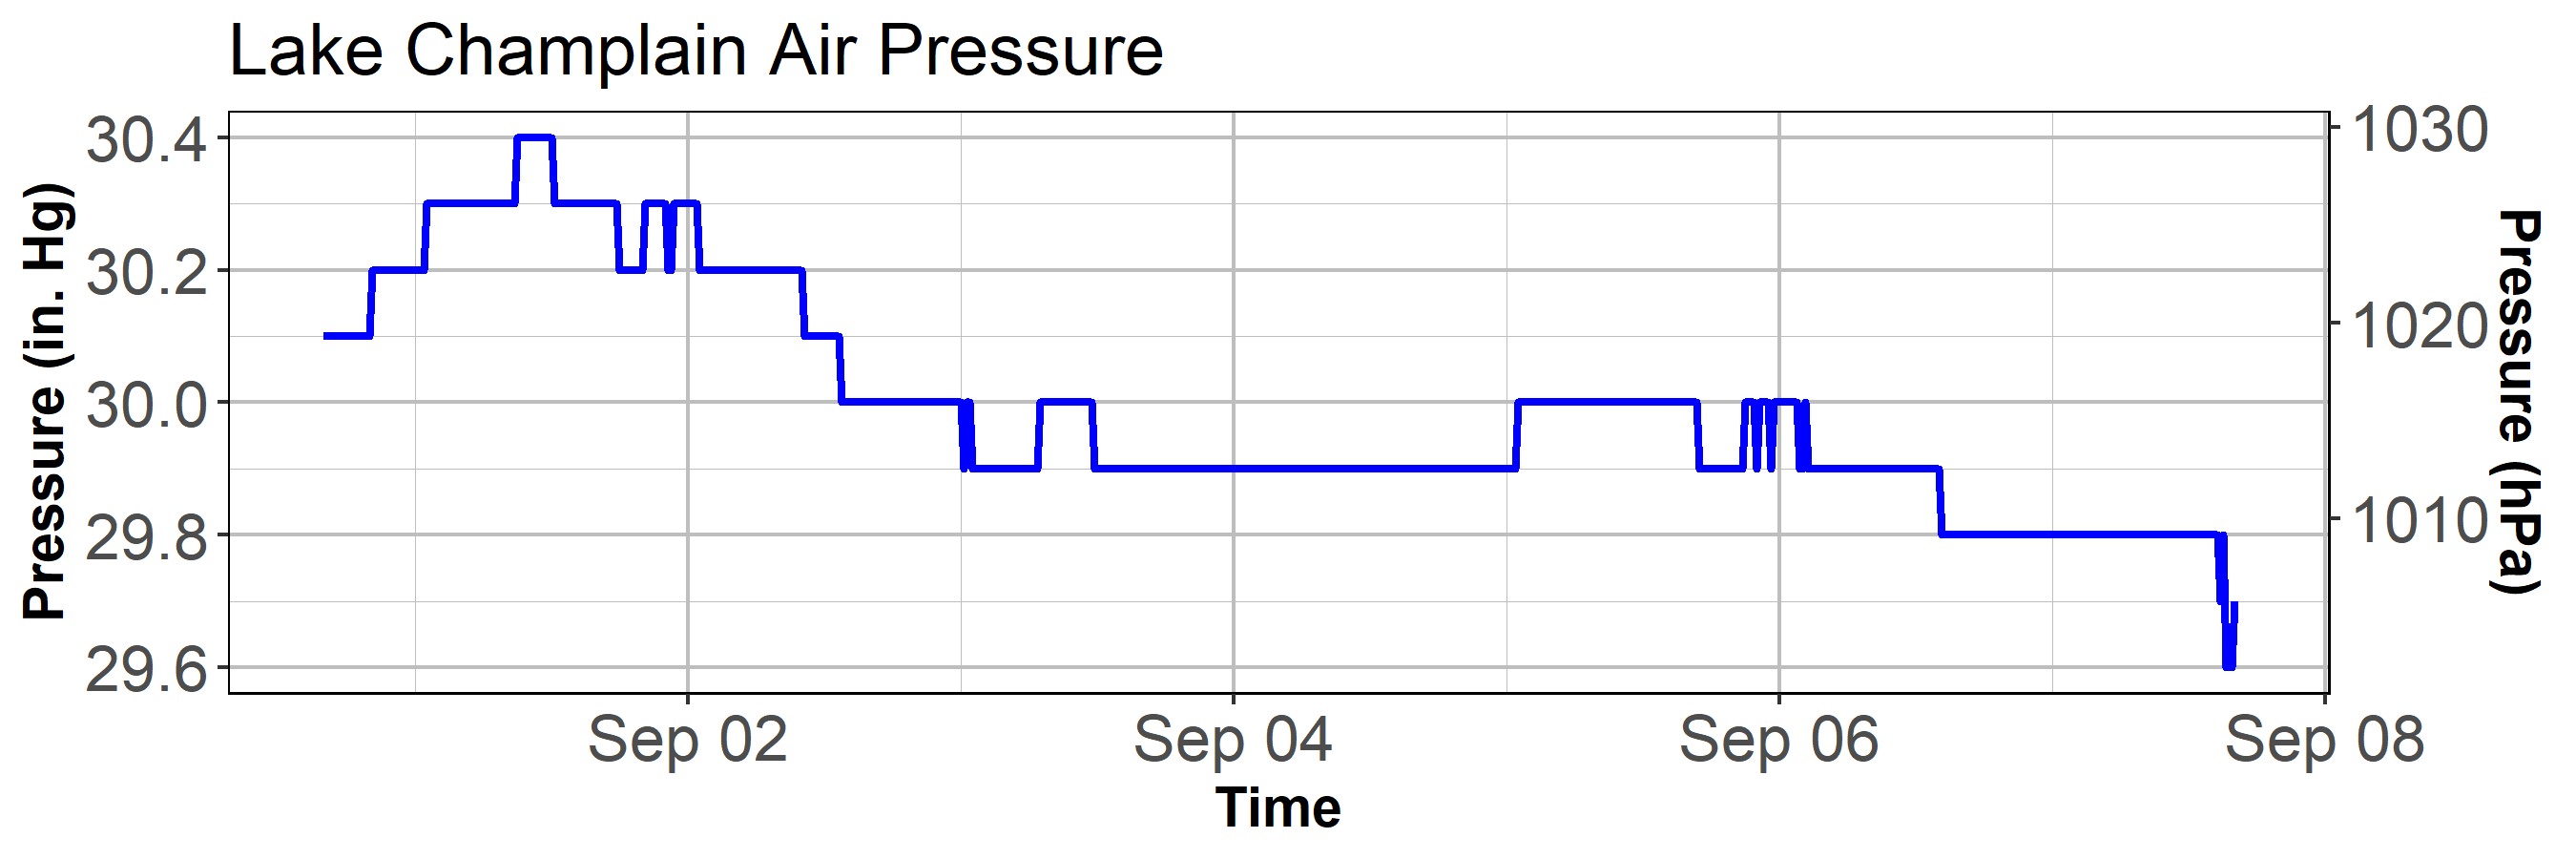 Lake Champlain Air Pressure
Pressure (in. Hg)
30.4
30.2
30.0
29.8
29.6
1030
1020
1010
Pressure (hPa)
Sep 02
Sep 04
Sep 06
Sep 08
Time